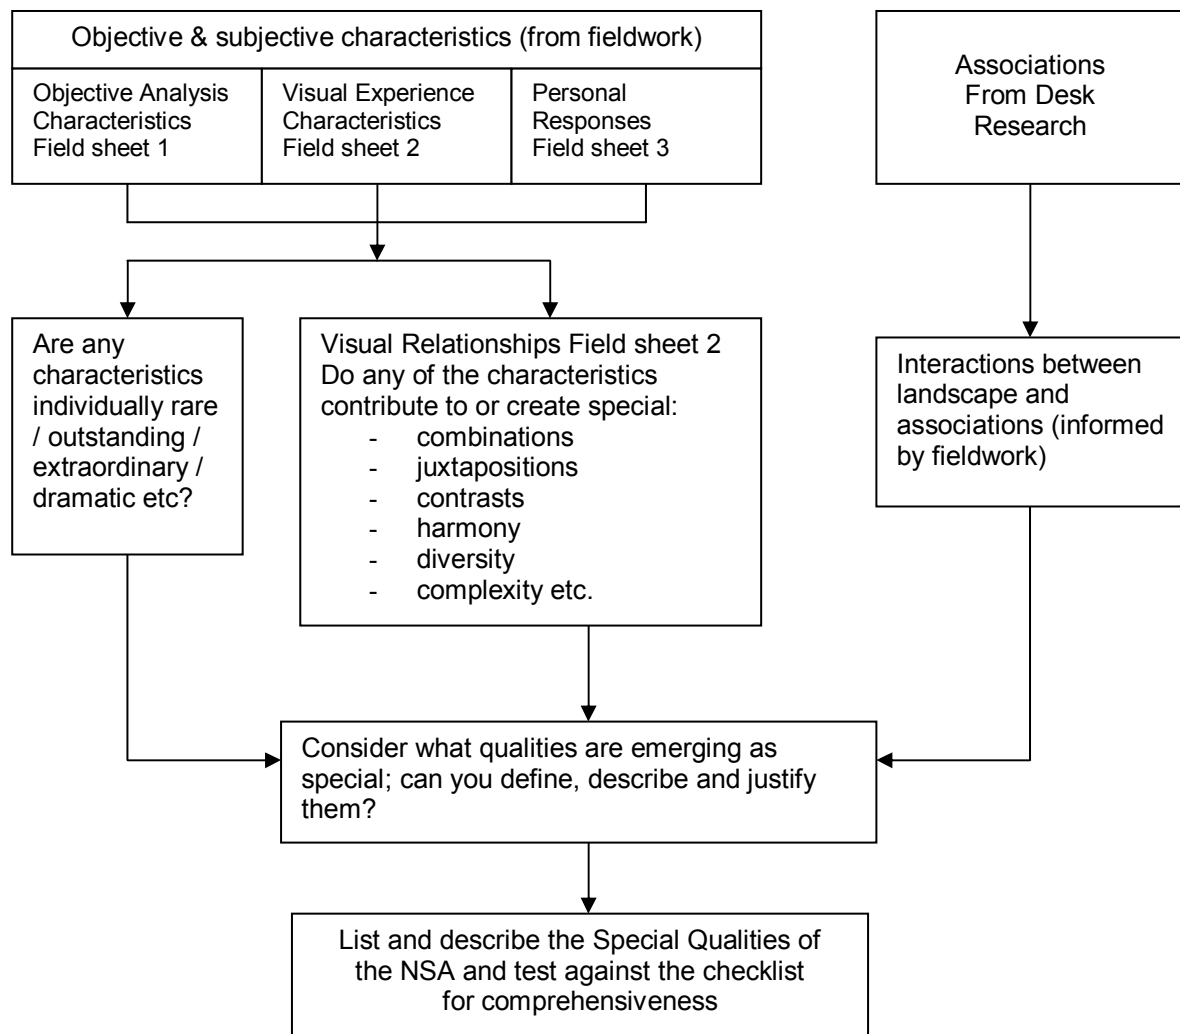 Objective & subjective characteristics (from fieldwork)
Objective Analysis
Characteristics
Field sheet 1
Visual Experience
Characteristics
Field sheet 2
Personal
Responses
Field sheet 3
Associations
From Desk
Research
Are any
characteristics
individually rare
/ outstanding /
extraordinary /
dramatic etc?
Visual Relationships Field sheet 2
Do any of the characteristics
contribute to or create special:
- combinations
- juxtapositions
- contrasts
- harmony
- diversity
- complexity etc.
Interactions between
landscape and
associations (informed
by fieldwork)
Consider what qualities are emerging as
special; can you define, describe and justify
them?
List and describe the Special Qualities of
the NSA and test against the checklist
for comprehensiveness